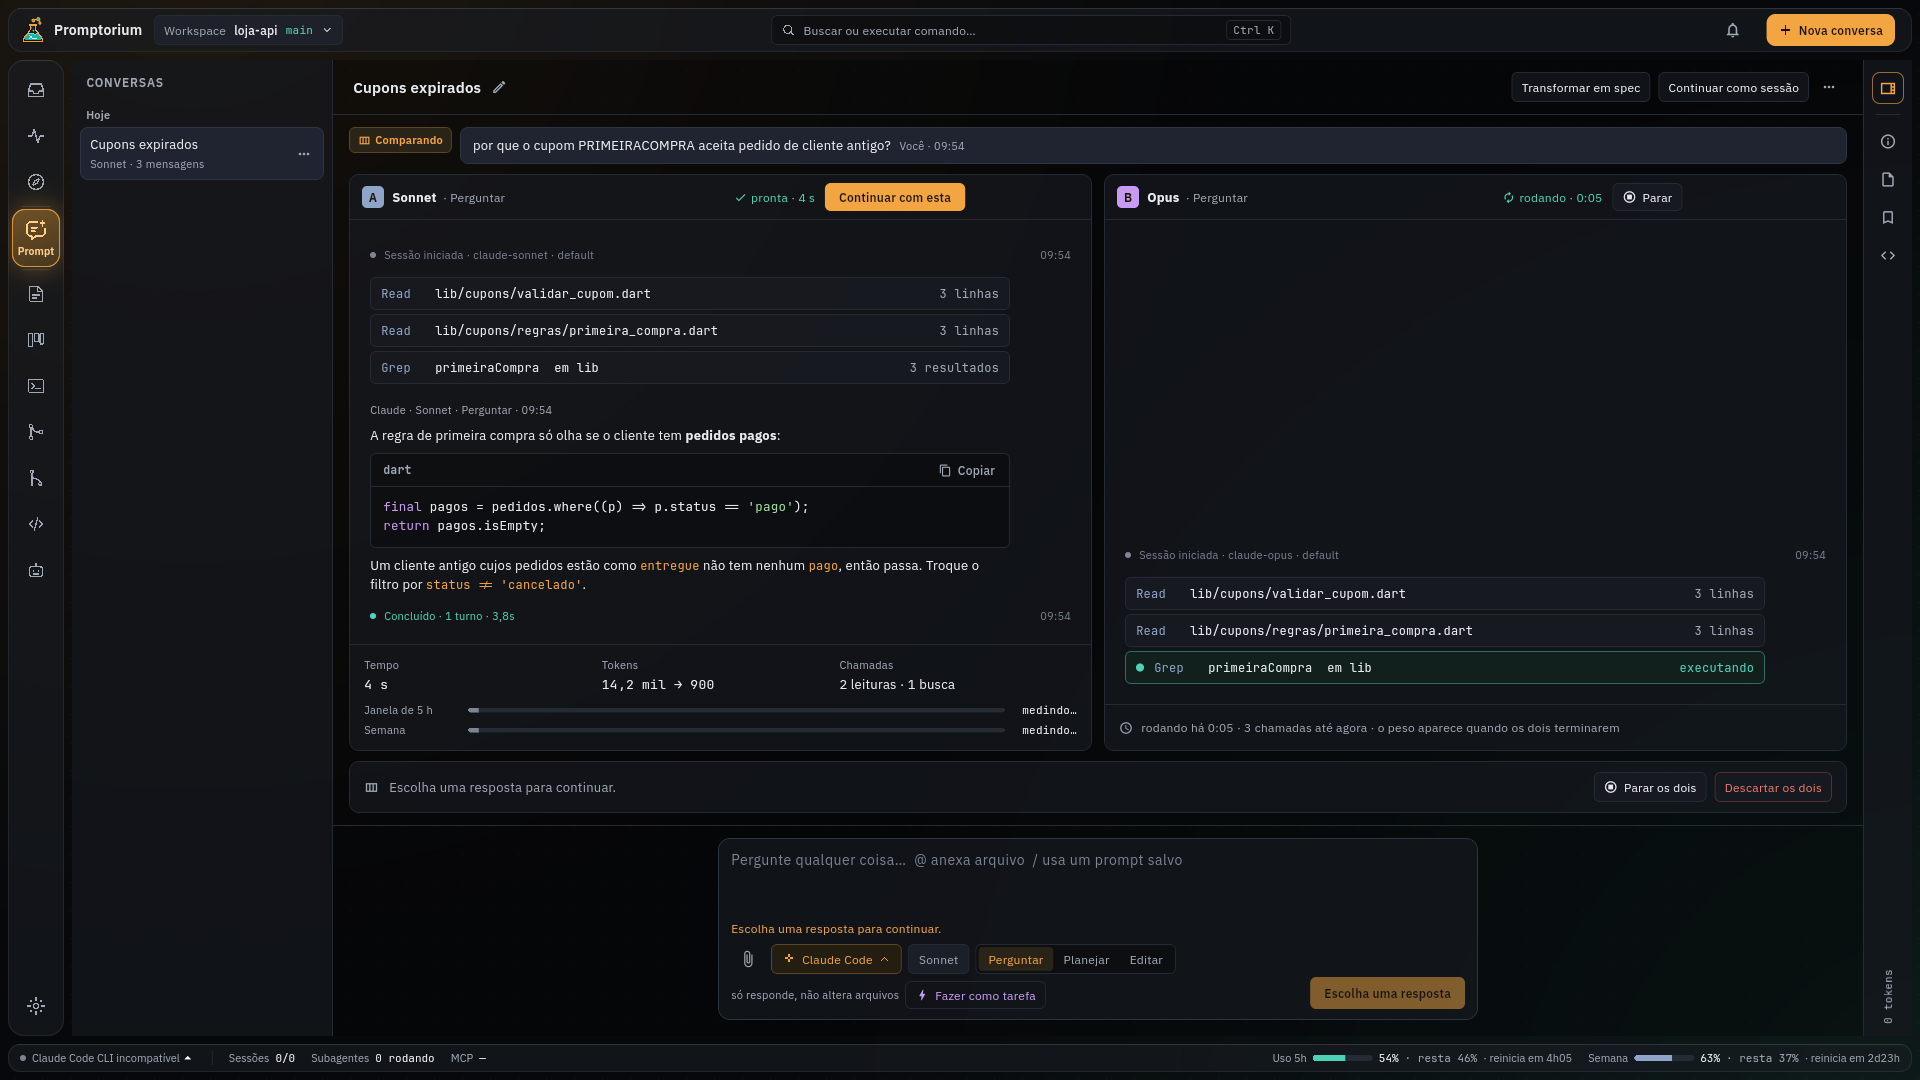 Promptorium
Workspace loja-api main
Buscar ou executar comando...
Ctrl K
Nova conversa
CONVERSAS
Hoje
Cupons expirados
Sonnet · 3 mensagens
Prompt
Cupons expirados
Transformar em spec
Continuar como sessão
Comparando
por que o cupom PRIMEIRACOMPRA aceita pedido de cliente antigo? Você · 09:54
A Sonnet · Perguntar
pronta · 4 s
Continuar com esta
Sessão iniciada · claude-sonnet · default 09:54
Read lib/cupons/validar_cupom.dart 3 linhas
Read lib/cupons/regras/primeira_compra.dart 3 linhas
Grep primeiraCompra em lib 3 resultados
Claude · Sonnet · Perguntar · 09:54
A regra de primeira compra só olha se o cliente tem pedidos pagos:
dart Copiar
final pagos = pedidos.where((p) => p.status == 'pago');
return pagos.isEmpty;
Um cliente antigo cujos pedidos estão como entregue não tem nenhum pago, então passa. Troque o
filtro por status != 'cancelado'.
Concluído · 1 turno · 3,8s 09:54
Tempo Tokens Chamadas
4 s 14,2 mil → 900 2 leituras · 1 busca
Janela de 5 h medindo…
Semana medindo…
B Opus · Perguntar
rodando · 0:05
Parar
Sessão iniciada · claude-opus · default 09:54
Read lib/cupons/validar_cupom.dart 3 linhas
Read lib/cupons/regras/primeira_compra.dart 3 linhas
Grep primeiraCompra em lib executando
rodando há 0:05 · 3 chamadas até agora · o peso aparece quando os dois terminarem
Escolha uma resposta para continuar.
Parar os dois
Descartar os dois
Pergunte qualquer coisa... @ anexa arquivo / usa um prompt salvo
Escolha uma resposta para continuar.
Claude Code
Sonnet
Perguntar Planejar Editar
só responde, não altera arquivos
Fazer como tarefa
Escolha uma resposta
0 tokens
Claude Code CLI incompatível
Sessões 0/0 Subagentes 0 rodando MCP —
Uso 5h 54% · resta 46% · reinicia em 4h05
Semana 63% · resta 37% · reinicia em 2d23h